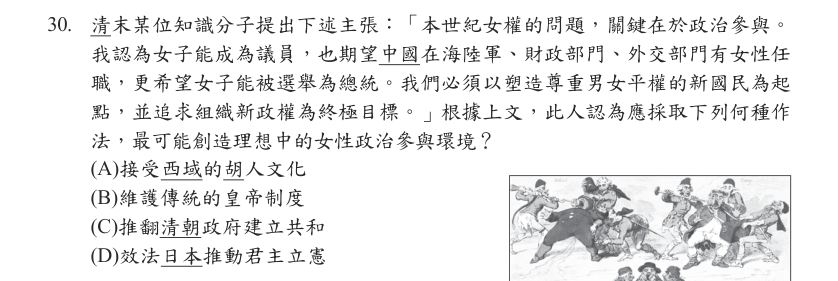 30. 清末某位知識分子提出下述主張：「本世紀女權的問題，關鍵在於政治參與。
我認為女子能成為議員，也期望中國在海陸軍、財政部門、外交部門有女性任
職，更希望女子能被選舉為總統。我們必須以塑造尊重男女平權的新國民為起
點，並追求組織新政權為終極目標。」根據上文，此人認為應採取下列何種作
法，最可能創造理想中的女性政治參與環境？
(A)接受西域的胡人文化
(B)維護傳統的皇帝制度
(C)推翻清朝政府建立共和
(D)效法日本推動君主立憲